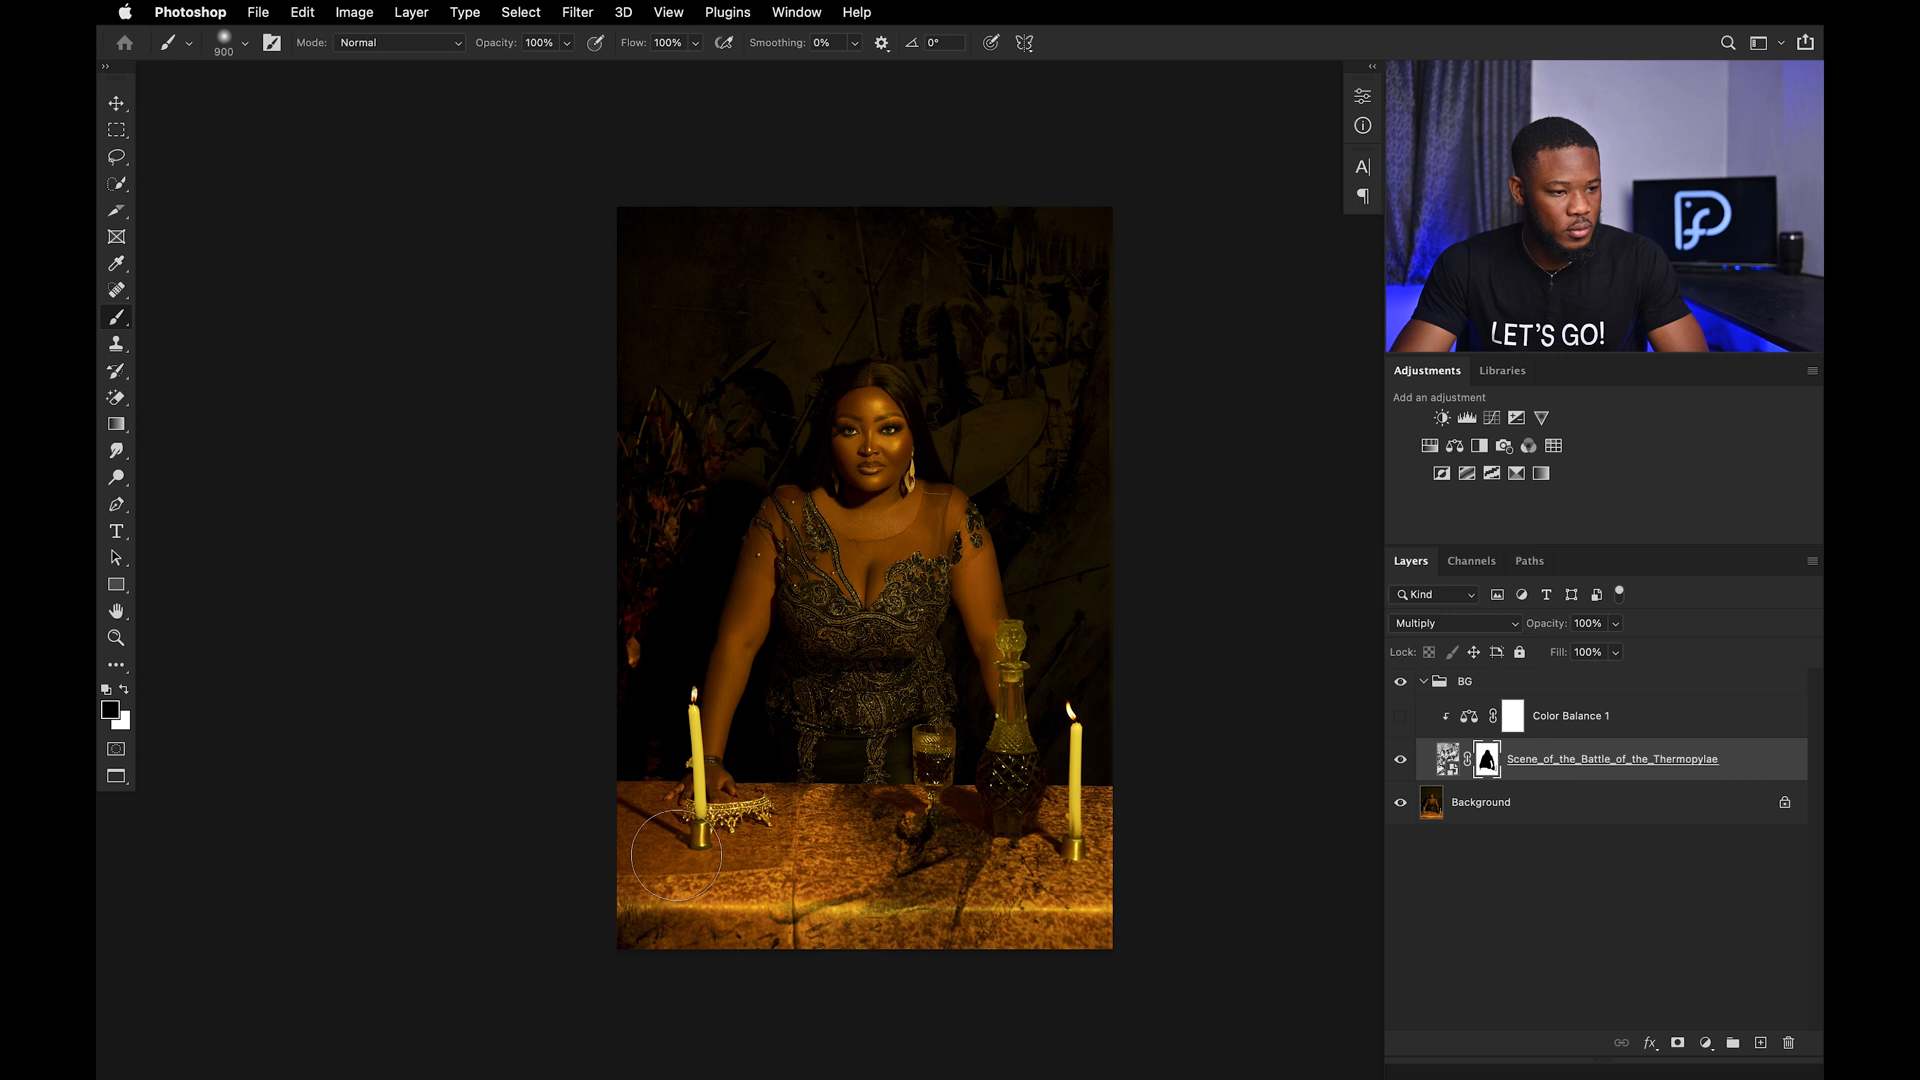 Photoshop File Edit Image Layer Type Select Filter 3D View Plugins Window Help
900 Mode: Normal Opacity: 100% Flow: 100% Smoothing: 0% 0°
LET'S GO!
Adjustments Libraries
Add an adjustment
Layers Channels Paths
Kind
Multiply Opacity: 100%
Lock: Fill: 100%
BG
Color Balance 1
Scene_of_the_Battle_of_the_Thermopylae
Background